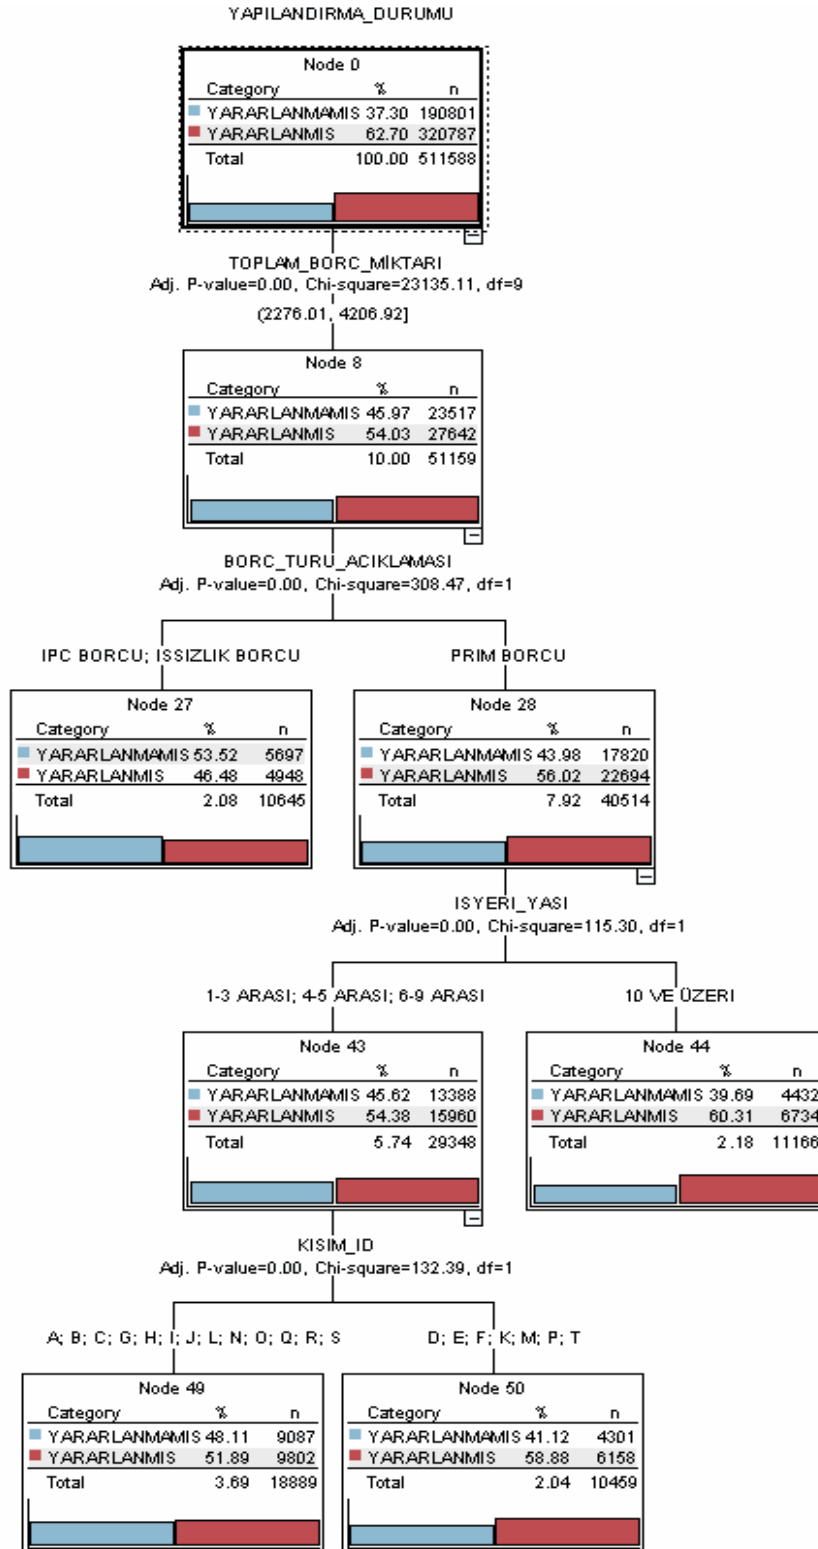 YAPILANDIRMA_DURUMU
Node 0
Category % n
YARARLANMAMIS 37.30 190801
YARARLANMIS 62.70 320787
Total 100.00 511588
TOPLAM_BORC_MİKTARI
Adj. P-value=0.00, Chi-square=23135.11, df=9
(2276.01, 4206.92]
Node 8
Category % n
YARARLANMAMIS 45.97 23517
YARARLANMIS 54.03 27642
Total 10.00 51159
BORC_TURU_ACIKLAMASI
Adj. P-value=0.00, Chi-square=308.47, df=1
IPC BORCU; ISSIZLIK BORCU
PRIM BORCU
Node 27
Category % n
YARARLANMAMIS 53.52 5697
YARARLANMIS 46.48 4948
Total 2.08 10645
Node 28
Category % n
YARARLANMAMIS 43.98 17820
YARARLANMIS 56.02 22694
Total 7.92 40514
ISYERI_YASI
Adj. P-value=0.00, Chi-square=115.30, df=1
1-3 ARASI; 4-5 ARASI; 6-9 ARASI
10 VE ÜZERI
Node 43
Category % n
YARARLANMAMIS 45.62 13388
YARARLANMIS 54.38 15960
Total 5.74 29348
Node 44
Category % n
YARARLANMAMIS 39.69 4432
YARARLANMIS 60.31 6734
Total 2.18 11166
KISIM_ID
Adj. P-value=0.00, Chi-square=132.39, df=1
A; B; C; G; H; I; J; L; N; O; Q; R; S
D; E; F; K; M; P; T
Node 49
Category % n
YARARLANMAMIS 48.11 9087
YARARLANMIS 51.89 9802
Total 3.69 18889
Node 50
Category % n
YARARLANMAMIS 41.12 4301
YARARLANMIS 58.88 6158
Total 2.04 10459